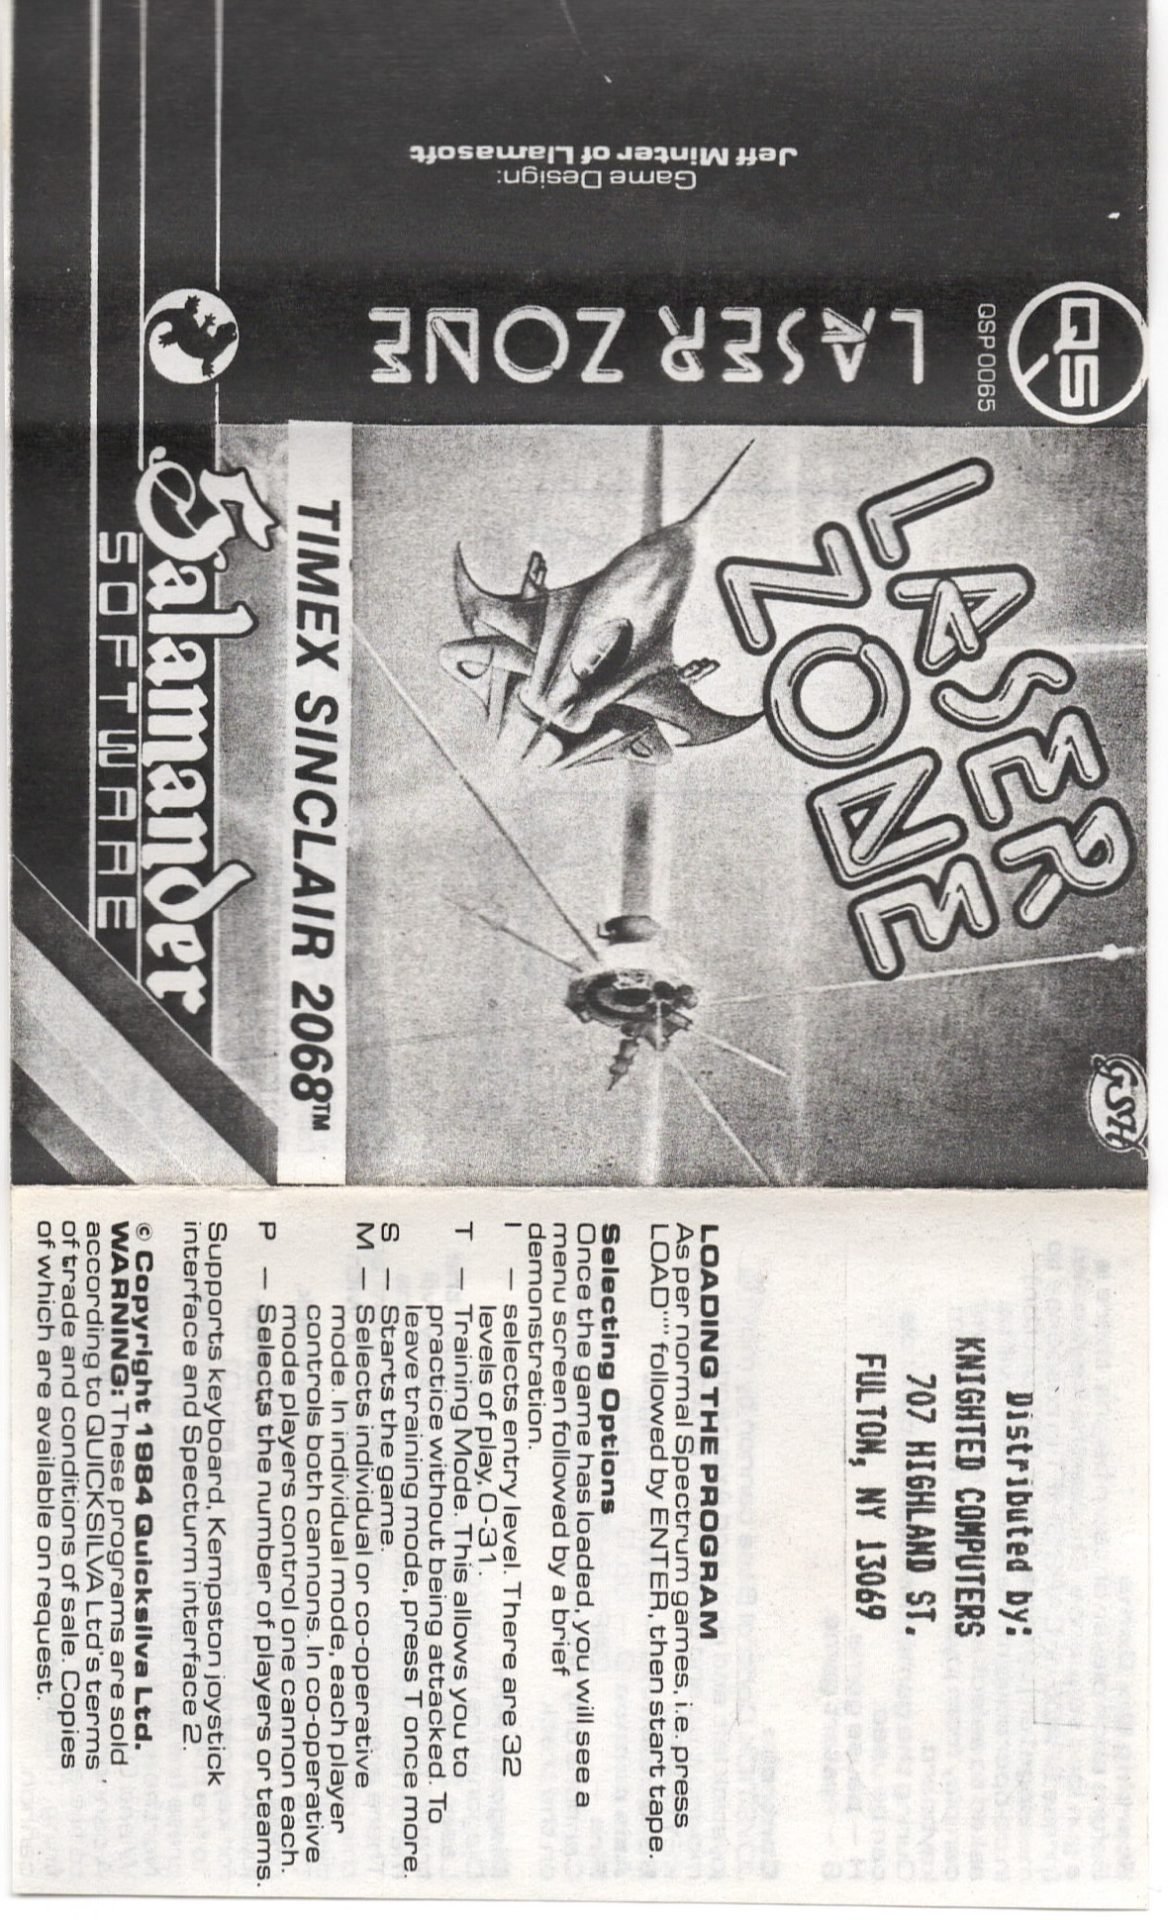 Game Design:
Jeff Minter of Llamasoft
QS
QSP0065
LASER ZONE
LASER
ZONE
GSH
TIMEX SINCLAIR 2068™
Salamander
SOFTWARE
Distributed by:
KNIGHTED COMPUTERS
707 HIGHLAND ST.
FULTON, NY 13069
LOADING THE PROGRAM
As per normal Spectrum games, i.e. press
LOAD"" followed by ENTER, then start tape.
Selecting Options
Once the game has loaded, you will see a
menu screen followed by a brief
demonstration.
I — selects entry level. There are 32
levels of play, 0-31.
T — Training Mode. This allows you to
practice without being attacked. To
leave training mode, press T once more.
S — Starts the game.
M — Selects individual or co-operative
mode. In individual mode, each player
controls both cannons. In co-operative
mode players control one cannon each.
P — Selects the number of players or teams.
Supports keyboard, Kempston joystick
interface and Specturm interface 2.
© Copyright 1984 Quicksilva Ltd.
WARNING: These programs are sold
according to QUICKSILVA Ltd's terms
of trade and conditions of sale. Copies
of which are available on request.